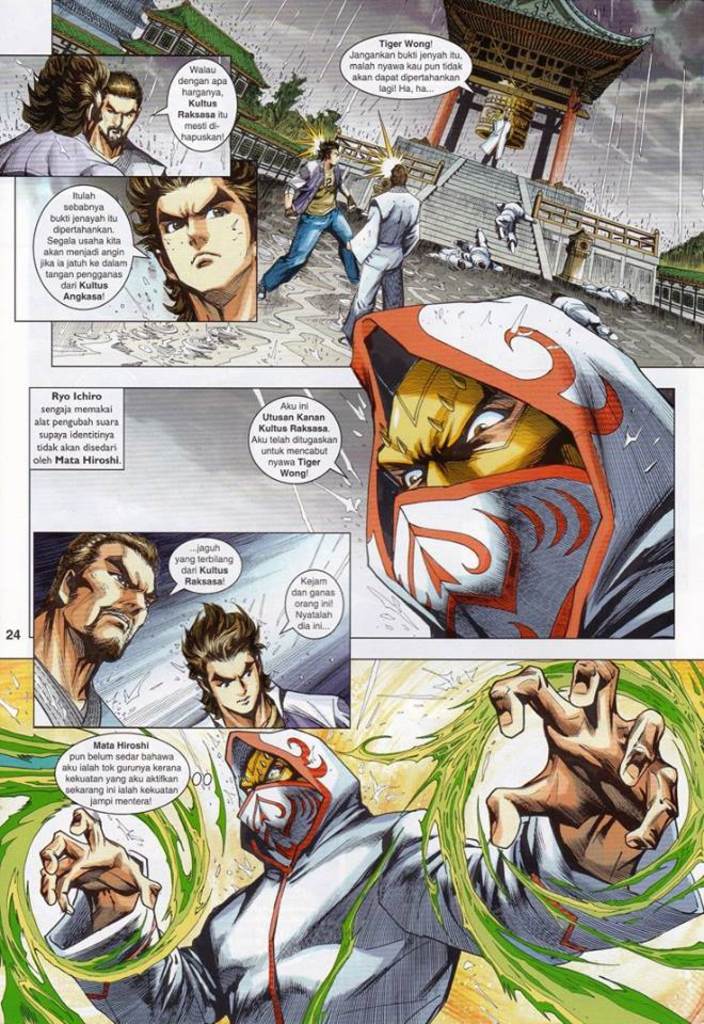 Tiger Wong!
Jangankan bukti jenyah itu,
malah nyawa kau pun tidak
akan dapat dipertahankan
lagi! Ha, ha...
Walau
dengan apa
harganya,
Kultus
Raksasa itu
mesti di-
hapuskan!
Itulah
sebabnya
bukti jenayah itu
dipertahankan.
Segala usaha kita
akan menjadi angin
jika ia jatuh ke dalam
tangan pengganas
dari Kultus
Angkasa!
Ryo Ichiro
sengaja memakai
alat pengubah suara
supaya identitinya
tidak akan disedari
oleh Mata Hiroshi.
Aku ini
Utusan Kanan
Kultus Raksasa.
Aku telah ditugaskan
untuk mencabut
nyawa Tiger
Wong!
...jaguh
yang terbilang
dari Kultus
Raksasa!
Kejam
dan ganas
orang ini!
Nyatalah
dia ini...
24
Mata Hiroshi
pun belum sedar bahawa
aku ialah tok gurunya kerana
kekuatan yang aku aktifkan
sekarang ini ialah kekuatan
jampi mentera!